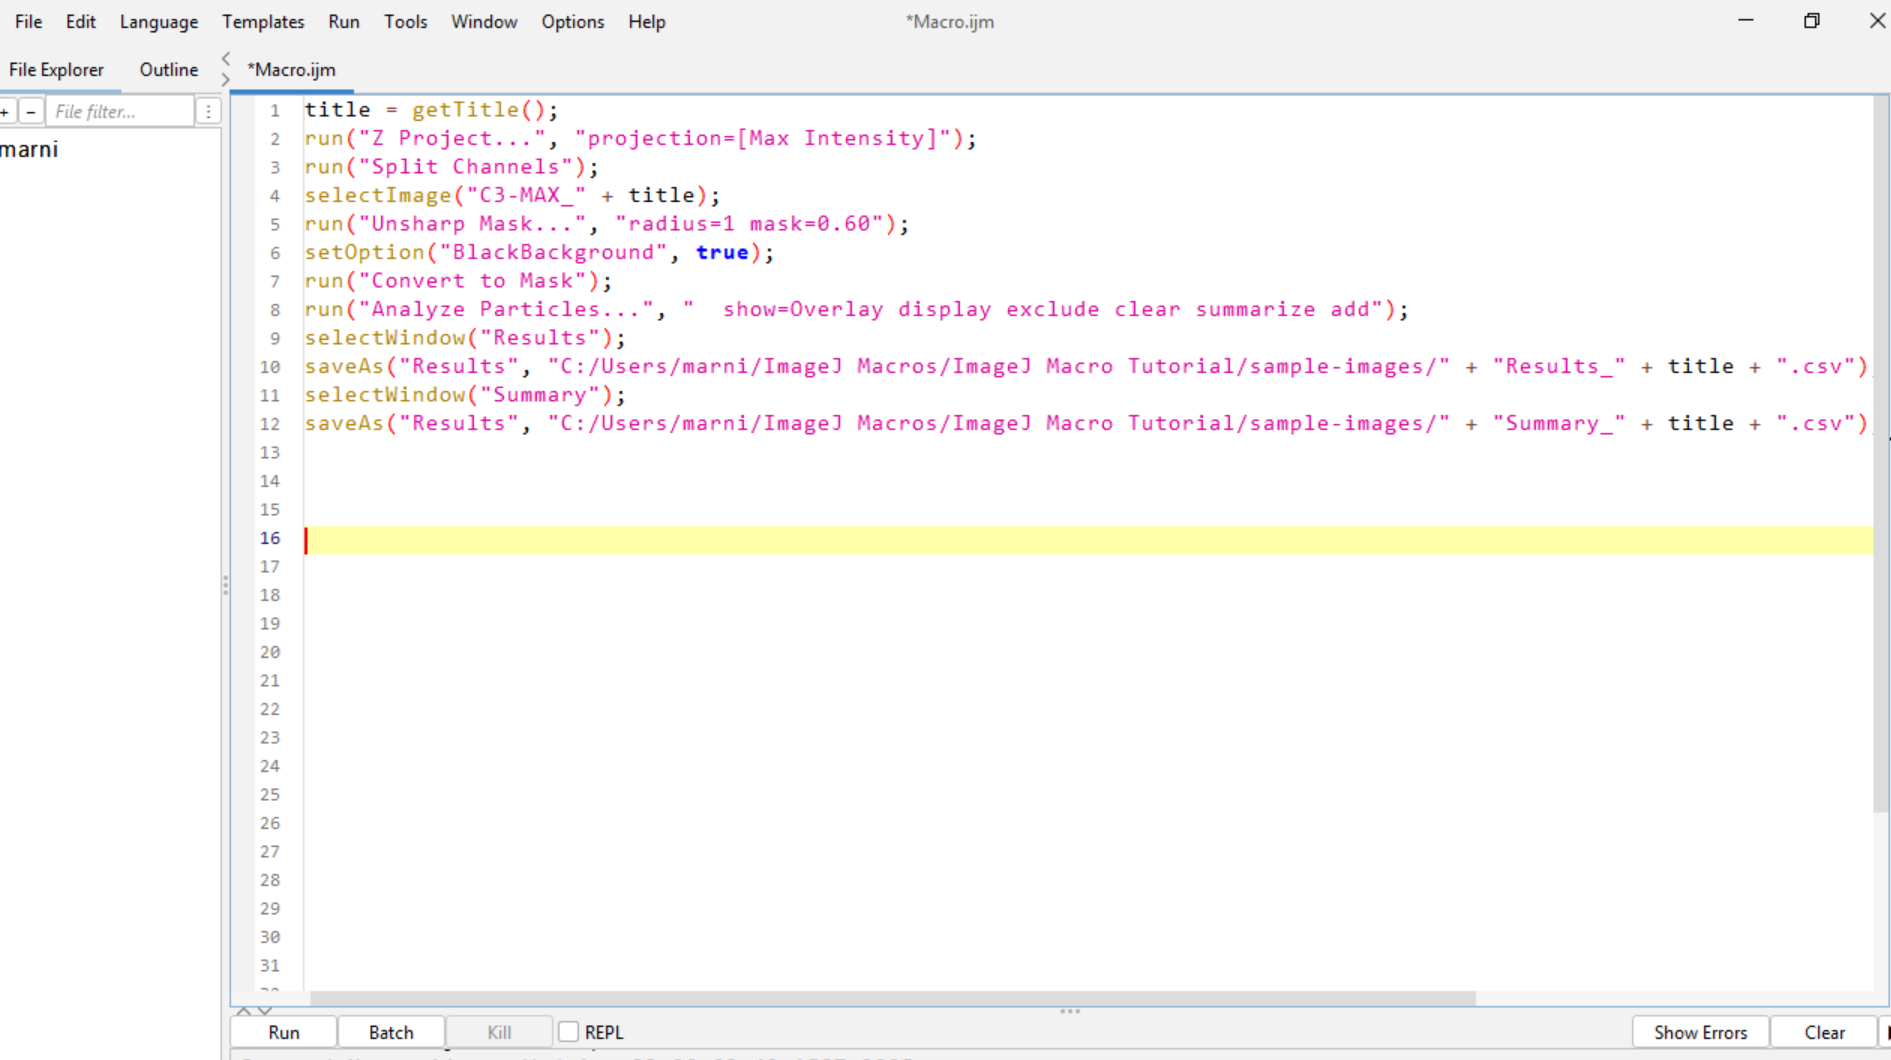 File Edit Language Templates Run Tools Window Options Help *Macro.ijm
File Explorer Outline *Macro.ijm
+ - File filter...
marni
1 title = getTitle();
2 run("Z Project...", "projection=[Max Intensity]");
3 run("Split Channels");
4 selectImage("C3-MAX_" + title);
5 run("Unsharp Mask...", "radius=1 mask=0.60");
6 setOption("BlackBackground", true);
7 run("Convert to Mask");
8 run("Analyze Particles...", "  show=Overlay display exclude clear summarize add");
9 selectWindow("Results");
10 saveAs("Results", "C:/Users/marni/ImageJ Macros/ImageJ Macro Tutorial/sample-images/" + "Results_" + title + ".csv")
11 selectWindow("Summary");
12 saveAs("Results", "C:/Users/marni/ImageJ Macros/ImageJ Macro Tutorial/sample-images/" + "Summary_" + title + ".csv")
13
14
15
16
17
18
19
20
21
22
23
24
25
26
27
28
29
30
31
Run Batch Kill REPL Show Errors Clear